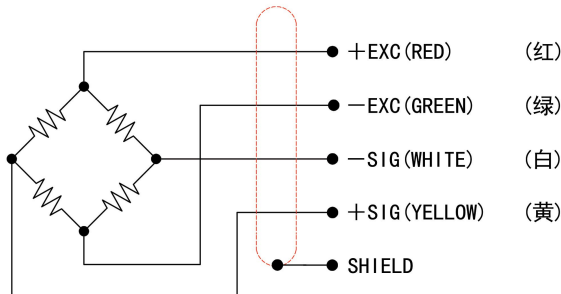 +EXC(RED) (红)
-EXC(GREEN) (绿)
-SIG(WHITE) (白)
+SIG(YELLOW) (黄)
SHIELD